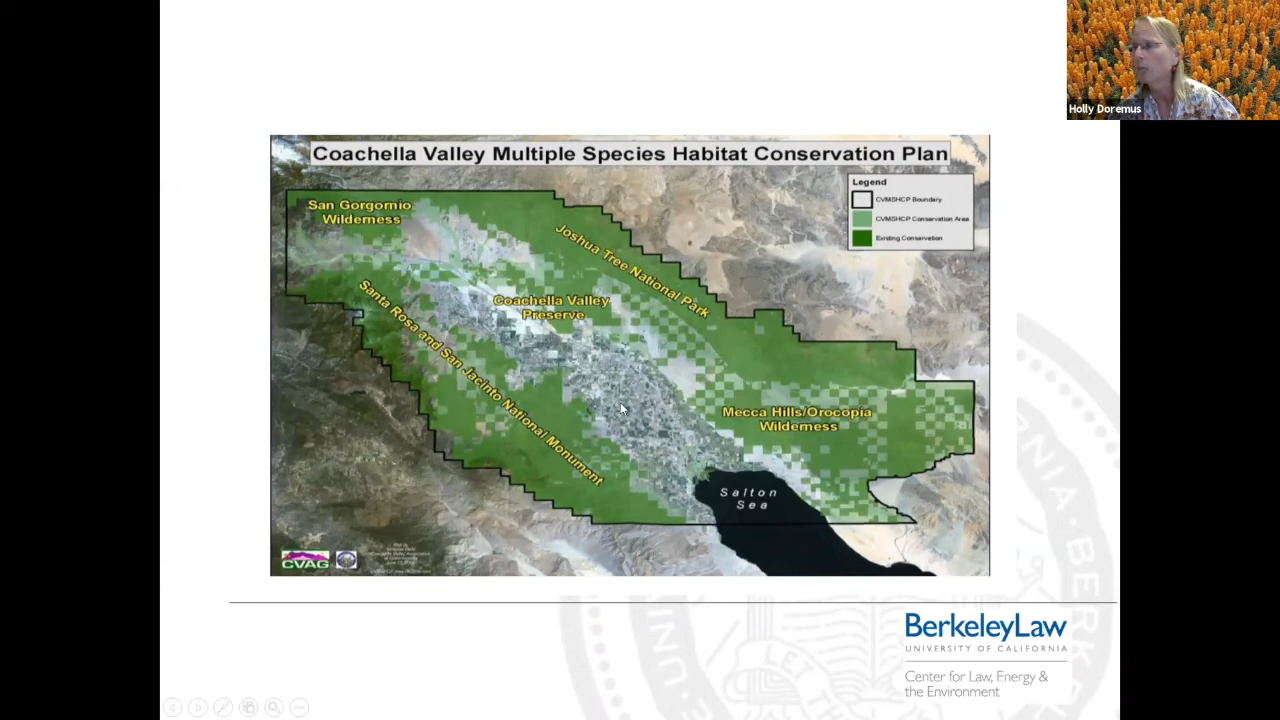 Holly Doremus
Coachella Valley Multiple Species Habitat Conservation Plan
Legend
CVMSHCP Boundary
CVMSHCP Conservation Area
Existing Conservation
San Gorgornio
Wilderness
Joshua Tree National Park
Coachella Valley
Preserve
Santa Rosa and San Jacinto National Monument
Mecca Hills/Orocopia
Wilderness
Salton
Sea
CVAG
BerkeleyLaw
UNIVERSITY OF CALIFORNIA
Center for Law, Energy &
the Environment